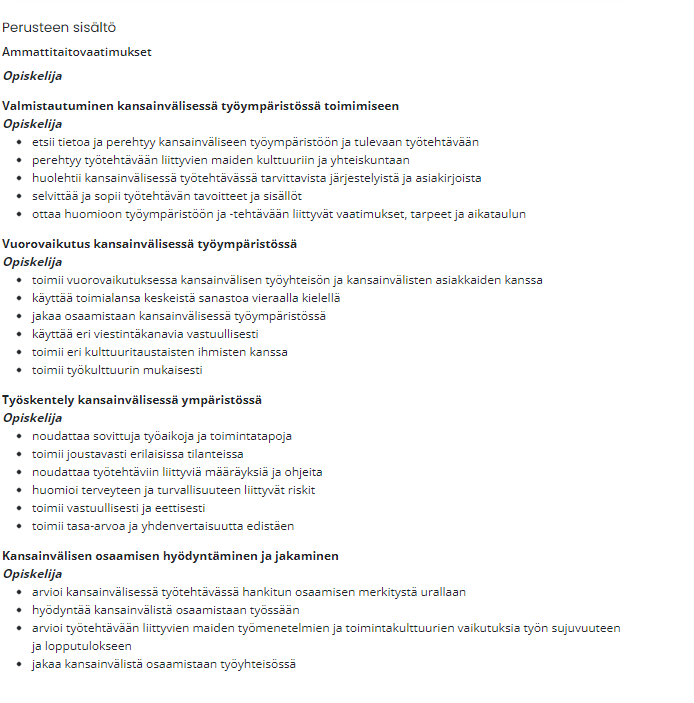 Perusteen sisältö
Ammattitaitovaatimukset
Opiskelija
Valmistautuminen kansainvälisessä työympäristössä toimimiseen
Opiskelija
• etsii tietoa ja perehtyy kansainväliseen työympäristöön ja tulevaan työtehtävään
• perehtyy työtehtävään liittyvien maiden kulttuuriin ja yhteiskuntaan
• huolehtii kansainvälisessä työtehtävässä tarvittavista järjestelyistä ja asiakirjoista
• selvittää ja sopii työtehtävän tavoitteet ja sisällöt
• ottaa huomioon työympäristöön ja -tehtävään liittyvät vaatimukset, tarpeet ja aikataulun
Vuorovaikutus kansainvälisessä työympäristössä
Opiskelija
• toimii vuorovaikutuksessa kansainvälisen työyhteisön ja kansainvälisten asiakkaiden kanssa
• käyttää toimialansa keskeistä sanastoa vieraalla kielellä
• jakaa osaamistaan kansainvälisessä työympäristössä
• käyttää eri viestintäkanavia vastuullisesti
• toimii eri kulttuuritaustaisten ihmisten kanssa
• toimii työkulttuurin mukaisesti
Työskentely kansainvälisessä ympäristössä
Opiskelija
• noudattaa sovittuja työaikoja ja toimintatapoja
• toimii joustavasti erilaisissa tilanteissa
• noudattaa työtehtäviin liittyviä määräyksiä ja ohjeita
• huomioi terveyteen ja turvallisuuteen liittyvät riskit
• toimii vastuullisesti ja eettisesti
• toimii tasa-arvoa ja yhdenvertaisuutta edistäen
Kansainvälisen osaamisen hyödyntäminen ja jakaminen
Opiskelija
• arvioi kansainvälisessä työtehtävässä hankitun osaamisen merkitystä urallaan
• hyödyntää kansainvälistä osaamistaan työssään
• arvioi työtehtävään liittyvien maiden työmenetelmien ja toimintakulttuurien vaikutuksia työn sujuvuuteen
ja lopputulokseen
• jakaa kansainvälistä osaamistaan työyhteisössä